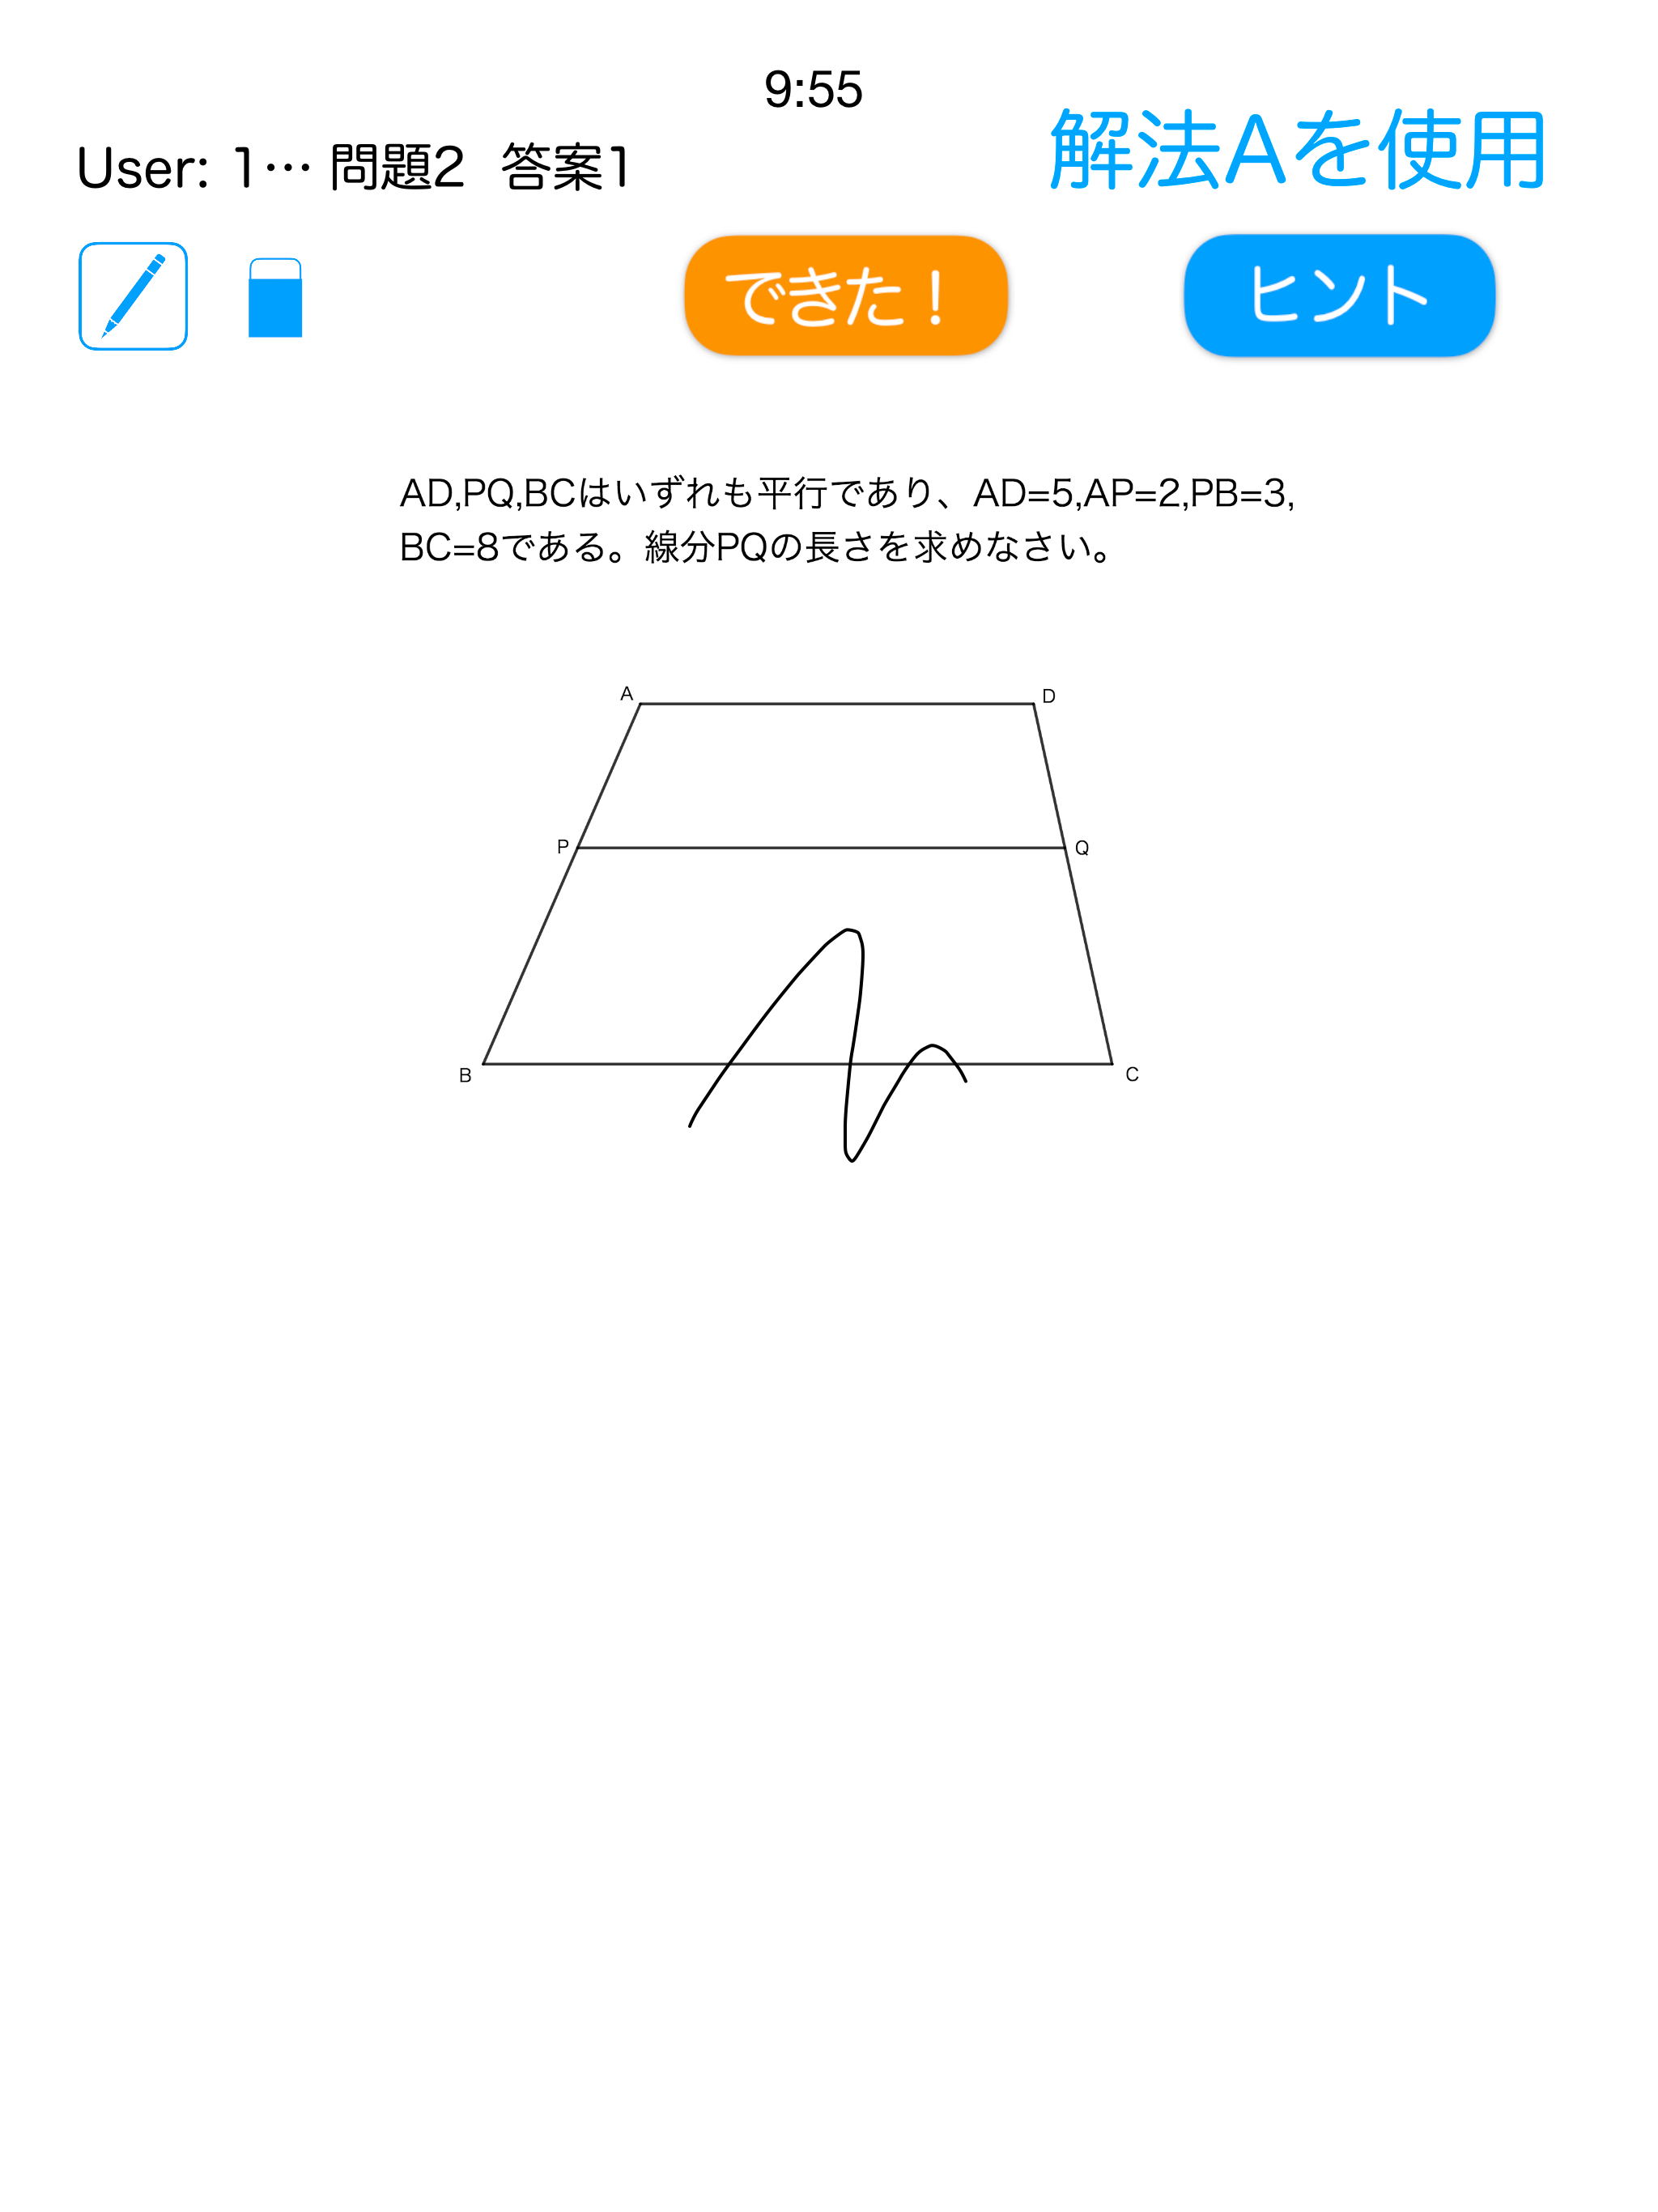 9:55
解法Aを使用
User: 1… 問題2 答案1
できた！
ヒント
AD,PQ,BCはいずれも平行であり、AD=5,AP=2,PB=3,
BC=8である。線分PQの長さを求めなさい。
A
D
P
Q
B
C